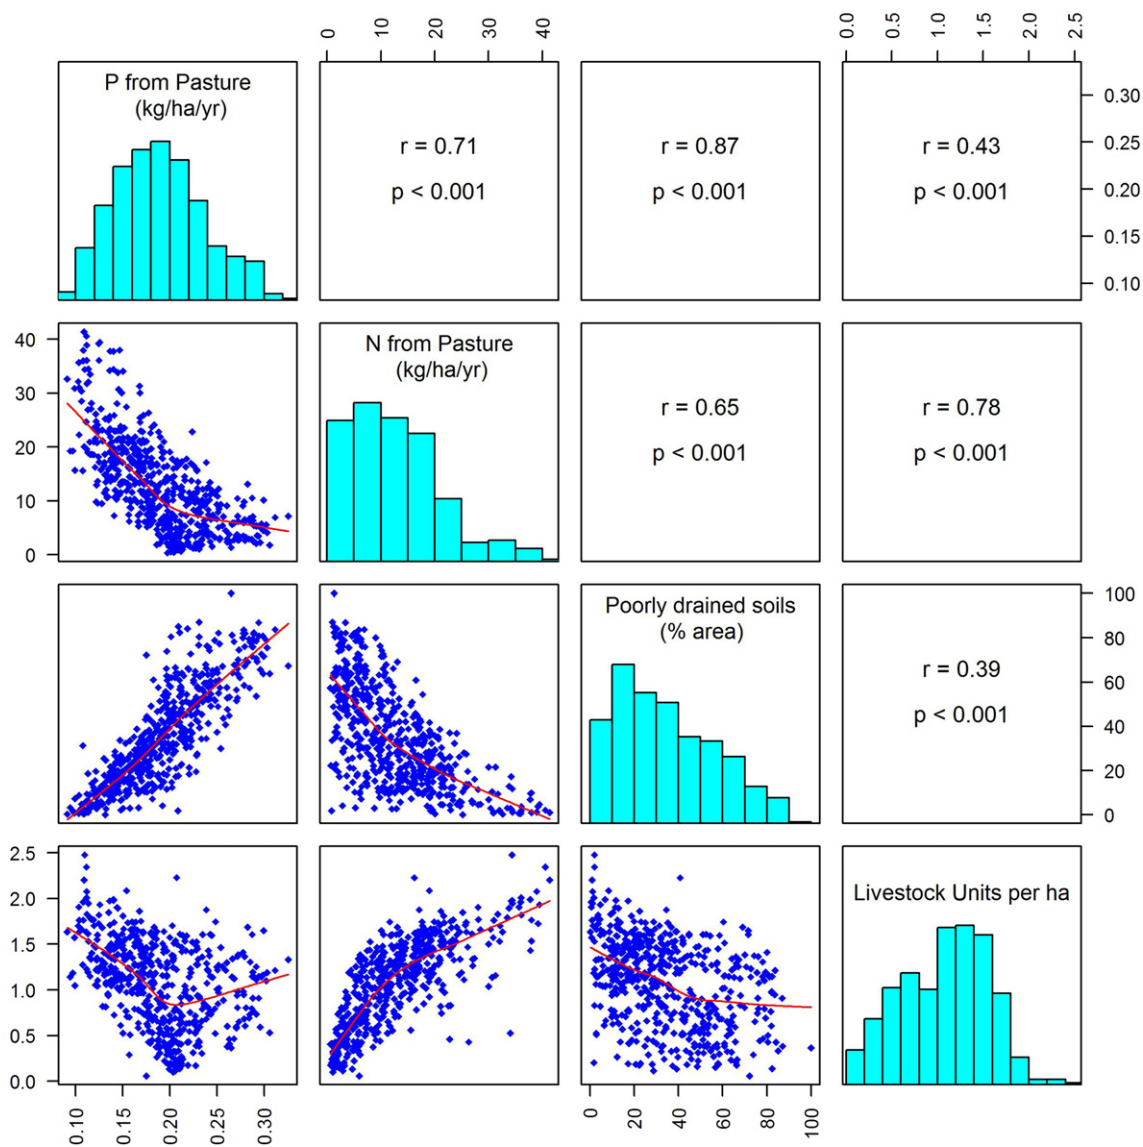 0 10 20 30 40
0.0 0.5 1.0 1.5 2.0 2.5
P from Pasture
(kg/ha/yr)
r = 0.71
p < 0.001
r = 0.87
p < 0.001
r = 0.43
p < 0.001
0.30
0.25
0.20
0.15
0.10
40
30
20
10
0
N from Pasture
(kg/ha/yr)
r = 0.65
p < 0.001
r = 0.78
p < 0.001
Poorly drained soils
(% area)
r = 0.39
p < 0.001
100
80
60
40
20
0
2.5
2.0
1.5
1.0
0.5
0.0
Livestock Units per ha
0.10 0.15 0.20 0.25 0.30
0 20 40 60 80 100